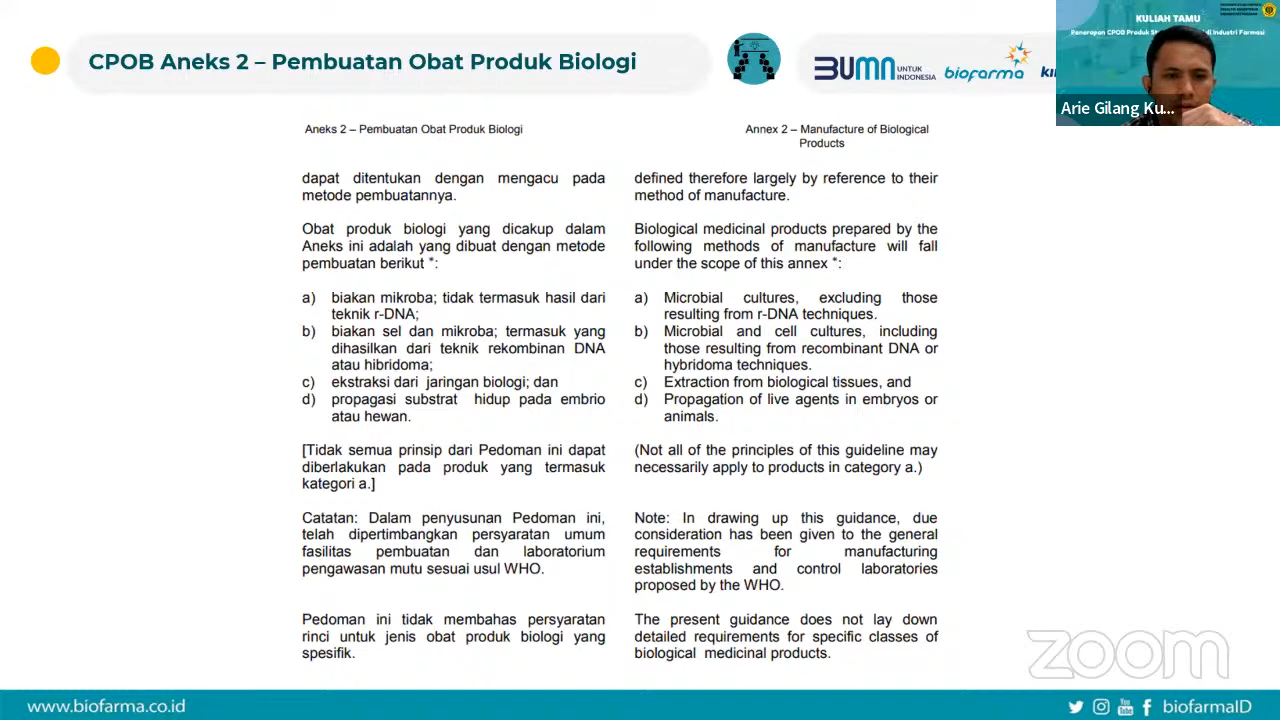 CPOB Aneks 2 – Pembuatan Obat Produk Biologi
BUMN UNTUK INDONESIA
biofarma
KULIAH TAMU
Penerapan CPOB Produk
di Industri Farmasi
Arie Gilang Ku...
Aneks 2 – Pembuatan Obat Produk Biologi
dapat ditentukan dengan mengacu pada
metode pembuatannya.
Obat produk biologi yang dicakup dalam
Aneks ini adalah yang dibuat dengan metode
pembuatan berikut *:
a) biakan mikroba; tidak termasuk hasil dari
teknik r-DNA;
b) biakan sel dan mikroba; termasuk yang
dihasilkan dari teknik rekombinan DNA
atau hibridoma;
c) ekstraksi dari jaringan biologi; dan
d) propagasi substrat hidup pada embrio
atau hewan.
[Tidak semua prinsip dari Pedoman ini dapat
diberlakukan pada produk yang termasuk
kategori a.]
Catatan: Dalam penyusunan Pedoman ini,
telah dipertimbangkan persyaratan umum
fasilitas pembuatan dan laboratorium
pengawasan mutu sesuai usul WHO.
Pedoman ini tidak membahas persyaratan
rinci untuk jenis obat produk biologi yang
spesifik.
Annex 2 – Manufacture of Biological
Products
defined therefore largely by reference to their
method of manufacture.
Biological medicinal products prepared by the
following methods of manufacture will fall
under the scope of this annex *:
a) Microbial cultures, excluding those
resulting from r-DNA techniques.
b) Microbial and cell cultures, including
those resulting from recombinant DNA or
hybridoma techniques.
c) Extraction from biological tissues, and
d) Propagation of live agents in embryos or
animals.
(Not all of the principles of this guideline may
necessarily apply to products in category a.)
Note: In drawing up this guidance, due
consideration has been given to the general
requirements for manufacturing
establishments and control laboratories
proposed by the WHO.
The present guidance does not lay down
detailed requirements for specific classes of
biological medicinal products.
zoom
www.biofarma.co.id
biofarmaID